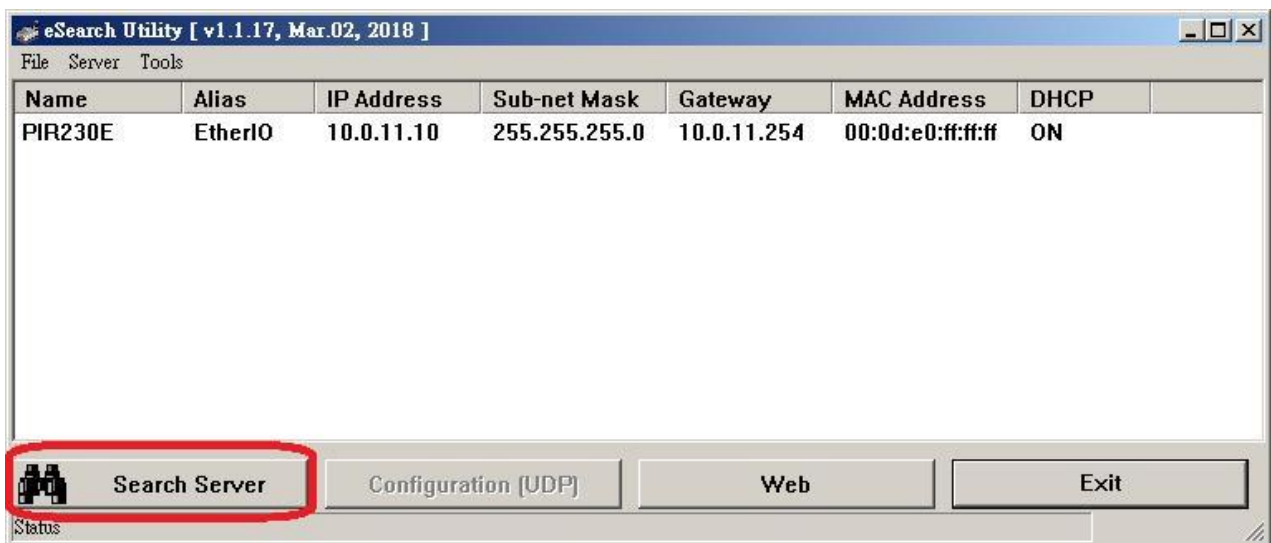 eSearch Utility [ v1.1.17, Mar.02, 2018 ]
File Server Tools
Name Alias IP Address Sub-net Mask Gateway MAC Address DHCP
PIR230E EtherIO 10.0.11.10 255.255.255.0 10.0.11.254 00:0d:e0:ff:ff:ff ON
Search Server Configuration (UDP) Web Exit
Status